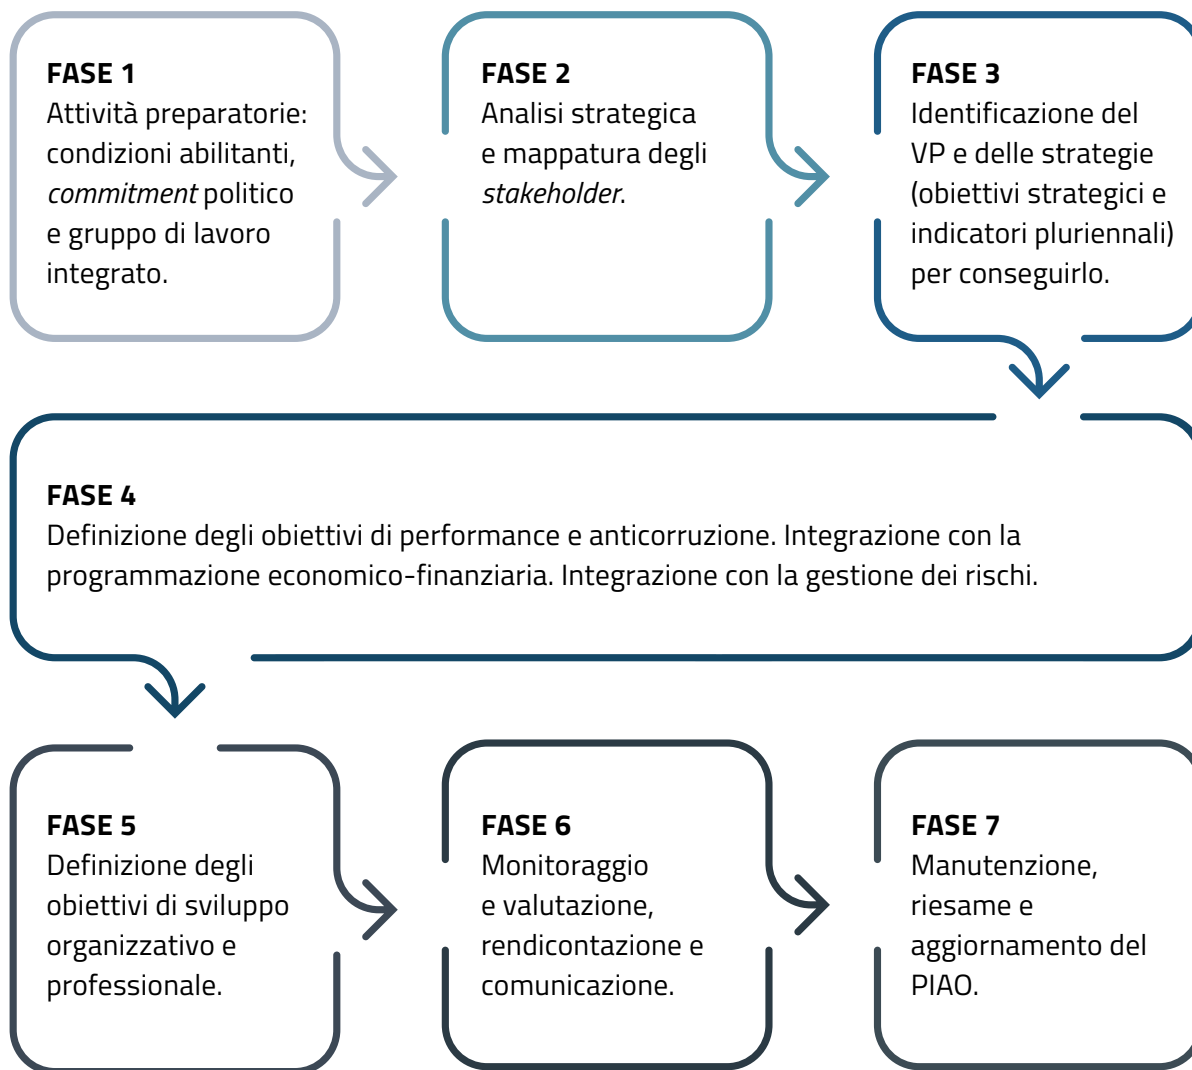 FASE 1
Attività preparatorie:
condizioni abilitanti,
commitment politico
e gruppo di lavoro
integrato.
FASE 2
Analisi strategica
e mappatura degli
stakeholder.
FASE 3
Identificazione del
VP e delle strategie
(obiettivi strategici e
indicatori pluriennali)
per conseguirlo.
FASE 4
Definizione degli obiettivi di performance e anticorruzione. Integrazione con la
programmazione economico-finanziaria. Integrazione con la gestione dei rischi.
FASE 5
Definizione degli
obiettivi di sviluppo
organizzativo e
professionale.
FASE 6
Monitoraggio
e valutazione,
rendicontazione e
comunicazione.
FASE 7
Manutenzione,
riesame e
aggiornamento del
PIAO.